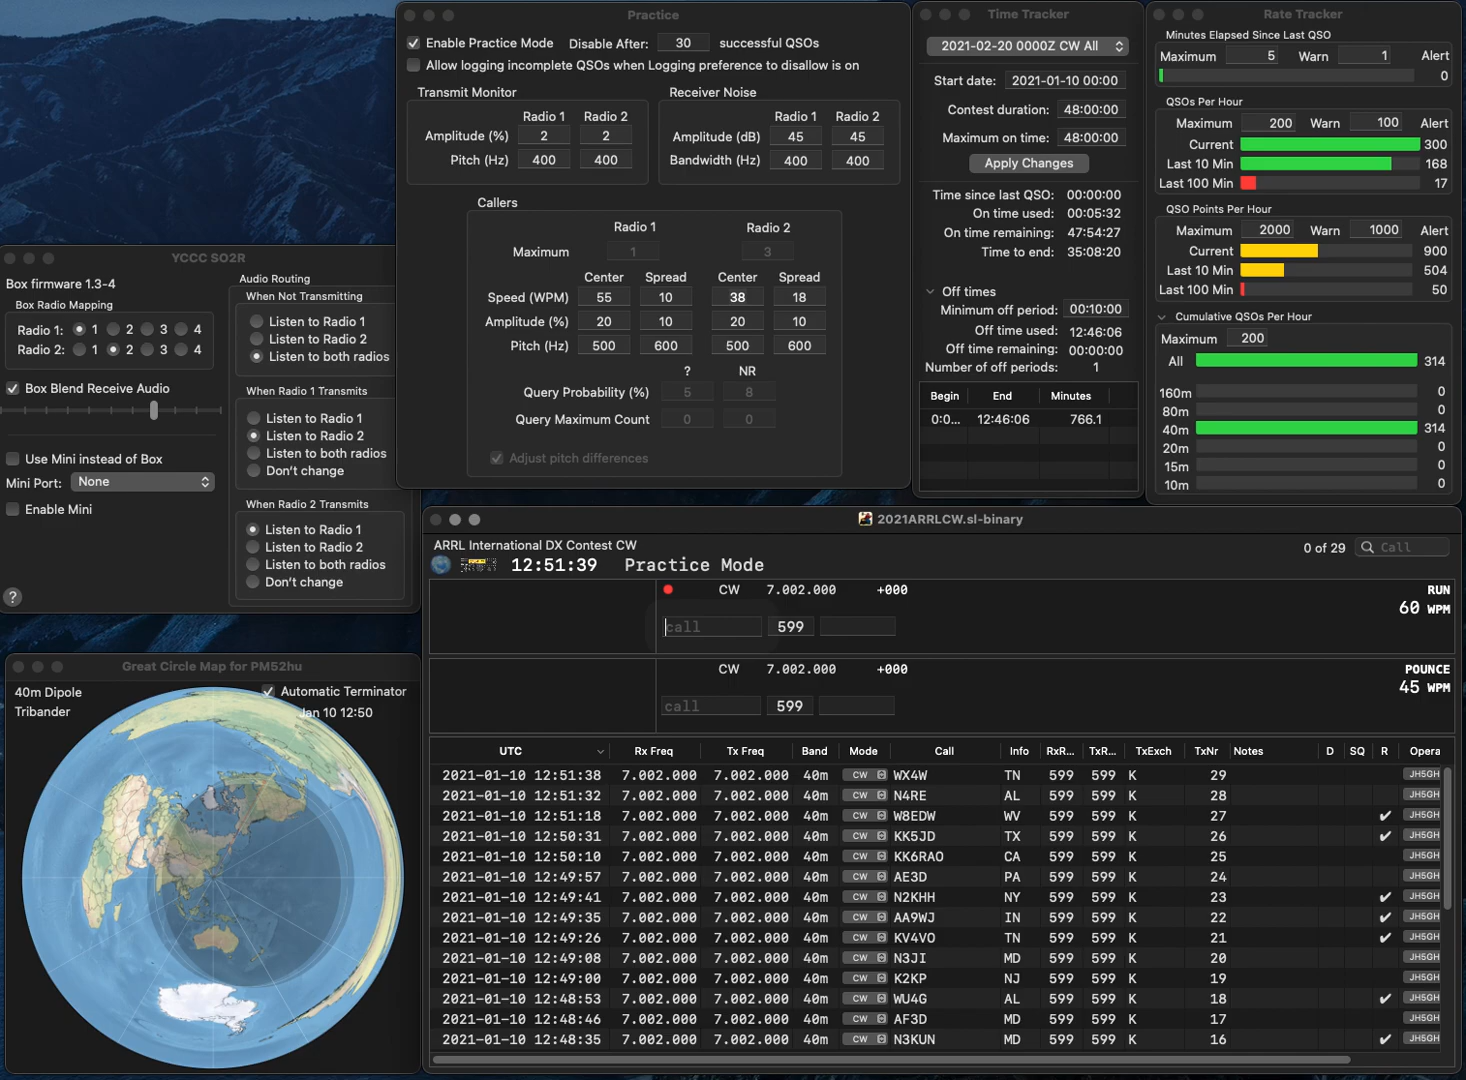 Practice
Enable Practice Mode Disable After: 30 successful QSOs
Allow logging incomplete QSOs when Logging preference to disallow is on
Transmit Monitor
Radio 1 Radio 2
Amplitude (%) 2 2
Pitch (Hz) 400 400
Receiver Noise
Radio 1 Radio 2
Amplitude (dB) 45 45
Bandwidth (Hz) 400 400
Callers
Radio 1 Radio 2
Maximum 1 3
Center Spread Center Spread
Speed (WPM) 55 10 38 18
Amplitude (%) 20 10 20 10
Pitch (Hz) 500 600 500 600
? NR
Query Probability (%) 5 8
Query Maximum Count 0 0
Adjust pitch differences
Time Tracker
2021-02-20 0000Z CW All
Start date: 2021-01-10 00:00
Contest duration: 48:00:00
Maximum on time: 48:00:00
Apply Changes
Time since last QSO: 00:00:00
On time used: 00:05:32
On time remaining: 47:54:27
Time to end: 35:08:20
Off times
Minimum off period: 00:10:00
Off time used: 12:46:06
Off time remaining: 00:00:00
Number of off periods: 1
Begin End Minutes
0:0... 12:46:06 766.1
Rate Tracker
Minutes Elapsed Since Last QSO
Maximum 5 Warn 1 Alert
0
QSOs Per Hour
Maximum 200 Warn 100 Alert
Current 300
Last 10 Min 168
Last 100 Min 17
QSO Points Per Hour
Maximum 2000 Warn 1000 Alert
Current 900
Last 10 Min 504
Last 100 Min 50
Cumulative QSOs Per Hour
Maximum 200
All 314
160m 0
80m 0
40m 314
20m 0
15m 0
10m 0
YCCC SO2R
Box firmware 1.3-4
Box Radio Mapping
Radio 1: 1 2 3 4
Radio 2: 1 2 3 4
Box Blend Receive Audio
Use Mini instead of Box
Mini Port: None
Enable Mini
?
Audio Routing
When Not Transmitting
Listen to Radio 1
Listen to Radio 2
Listen to both radios
When Radio 1 Transmits
Listen to Radio 1
Listen to Radio 2
Listen to both radios
Don't change
When Radio 2 Transmits
Listen to Radio 1
Listen to Radio 2
Listen to both radios
Don't change
Great Circle Map for PM52hu
40m Dipole
Tribander
Automatic Terminator
Jan 10 12:50
2021ARRLCW.sl-binary
ARRL International DX Contest CW
0 of 29 Call
12:51:39 Practice Mode
CW 7.002.000 +000 RUN
60 WPM
call 599
CW 7.002.000 +000 POUNCE
45 WPM
call 599
UTC Rx Freq Tx Freq Band Mode Call Info RxR... TxR... TxExch TxNr Notes D SQ R Opera
2021-01-10 12:51:38 7.002.000 7.002.000 40m CW WX4W TN 599 599 K 29 JH5GH
2021-01-10 12:51:32 7.002.000 7.002.000 40m CW N4RE AL 599 599 K 28 JH5GH
2021-01-10 12:51:18 7.002.000 7.002.000 40m CW W8EDW WV 599 599 K 27 ✔ JH5GH
2021-01-10 12:50:31 7.002.000 7.002.000 40m CW KK5JD TX 599 599 K 26 ✔ JH5GH
2021-01-10 12:50:10 7.002.000 7.002.000 40m CW KK6RAO CA 599 599 K 25 JH5GH
2021-01-10 12:49:57 7.002.000 7.002.000 40m CW AE3D PA 599 599 K 24 JH5GH
2021-01-10 12:49:41 7.002.000 7.002.000 40m CW N2KHH NY 599 599 K 23 ✔ JH5GH
2021-01-10 12:49:35 7.002.000 7.002.000 40m CW AA9WJ IN 599 599 K 22 ✔ JH5GH
2021-01-10 12:49:26 7.002.000 7.002.000 40m CW KV4VO TN 599 599 K 21 ✔ JH5GH
2021-01-10 12:49:08 7.002.000 7.002.000 40m CW N3JI MD 599 599 K 20 JH5GH
2021-01-10 12:49:00 7.002.000 7.002.000 40m CW K2KP NJ 599 599 K 19 JH5GH
2021-01-10 12:48:53 7.002.000 7.002.000 40m CW WU4G AL 599 599 K 18 ✔ JH5GH
2021-01-10 12:48:46 7.002.000 7.002.000 40m CW AF3D MD 599 599 K 17 JH5GH
2021-01-10 12:48:35 7.002.000 7.002.000 40m CW N3KUN MD 599 599 K 16 ✔ JH5GH